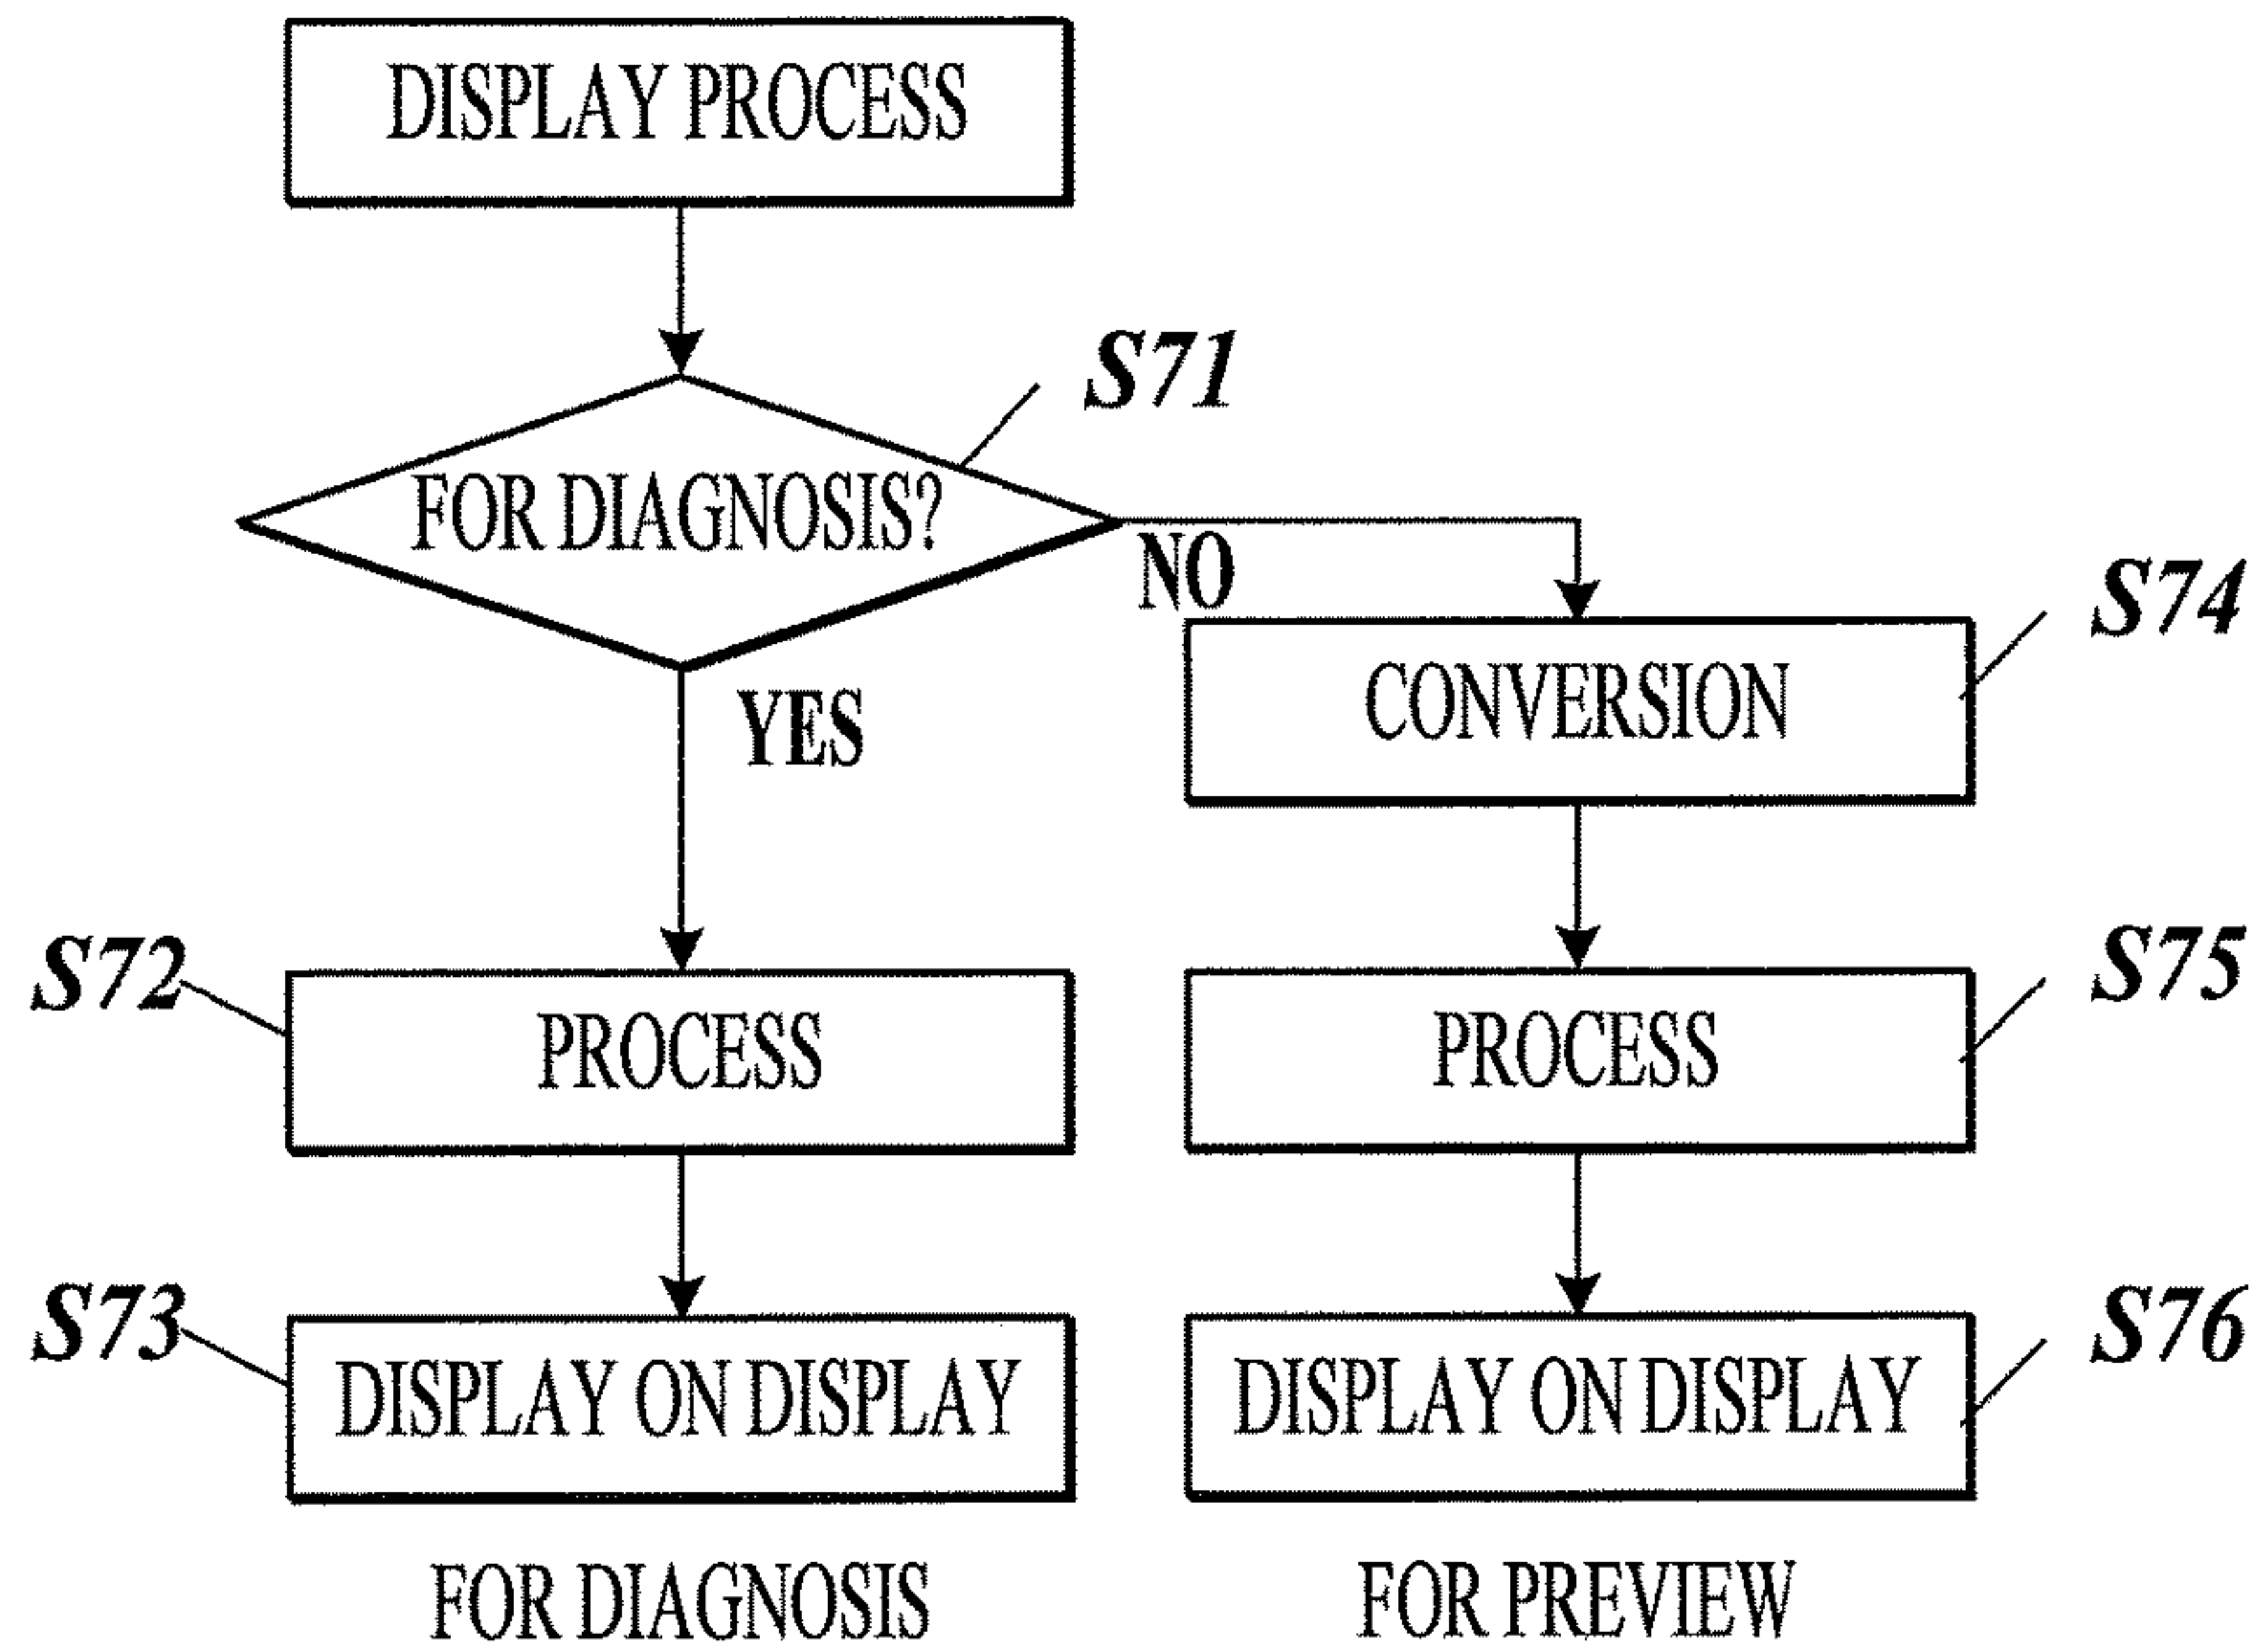 DISPLAY PROCESS
S71
FOR DIAGNOSIS?
NO
YES
S74
CONVERSION
S72
PROCESS
S75
PROCESS
S73
DISPLAY ON DISPLAY
S76
DISPLAY ON DISPLAY
FOR DIAGNOSIS
FOR PREVIEW